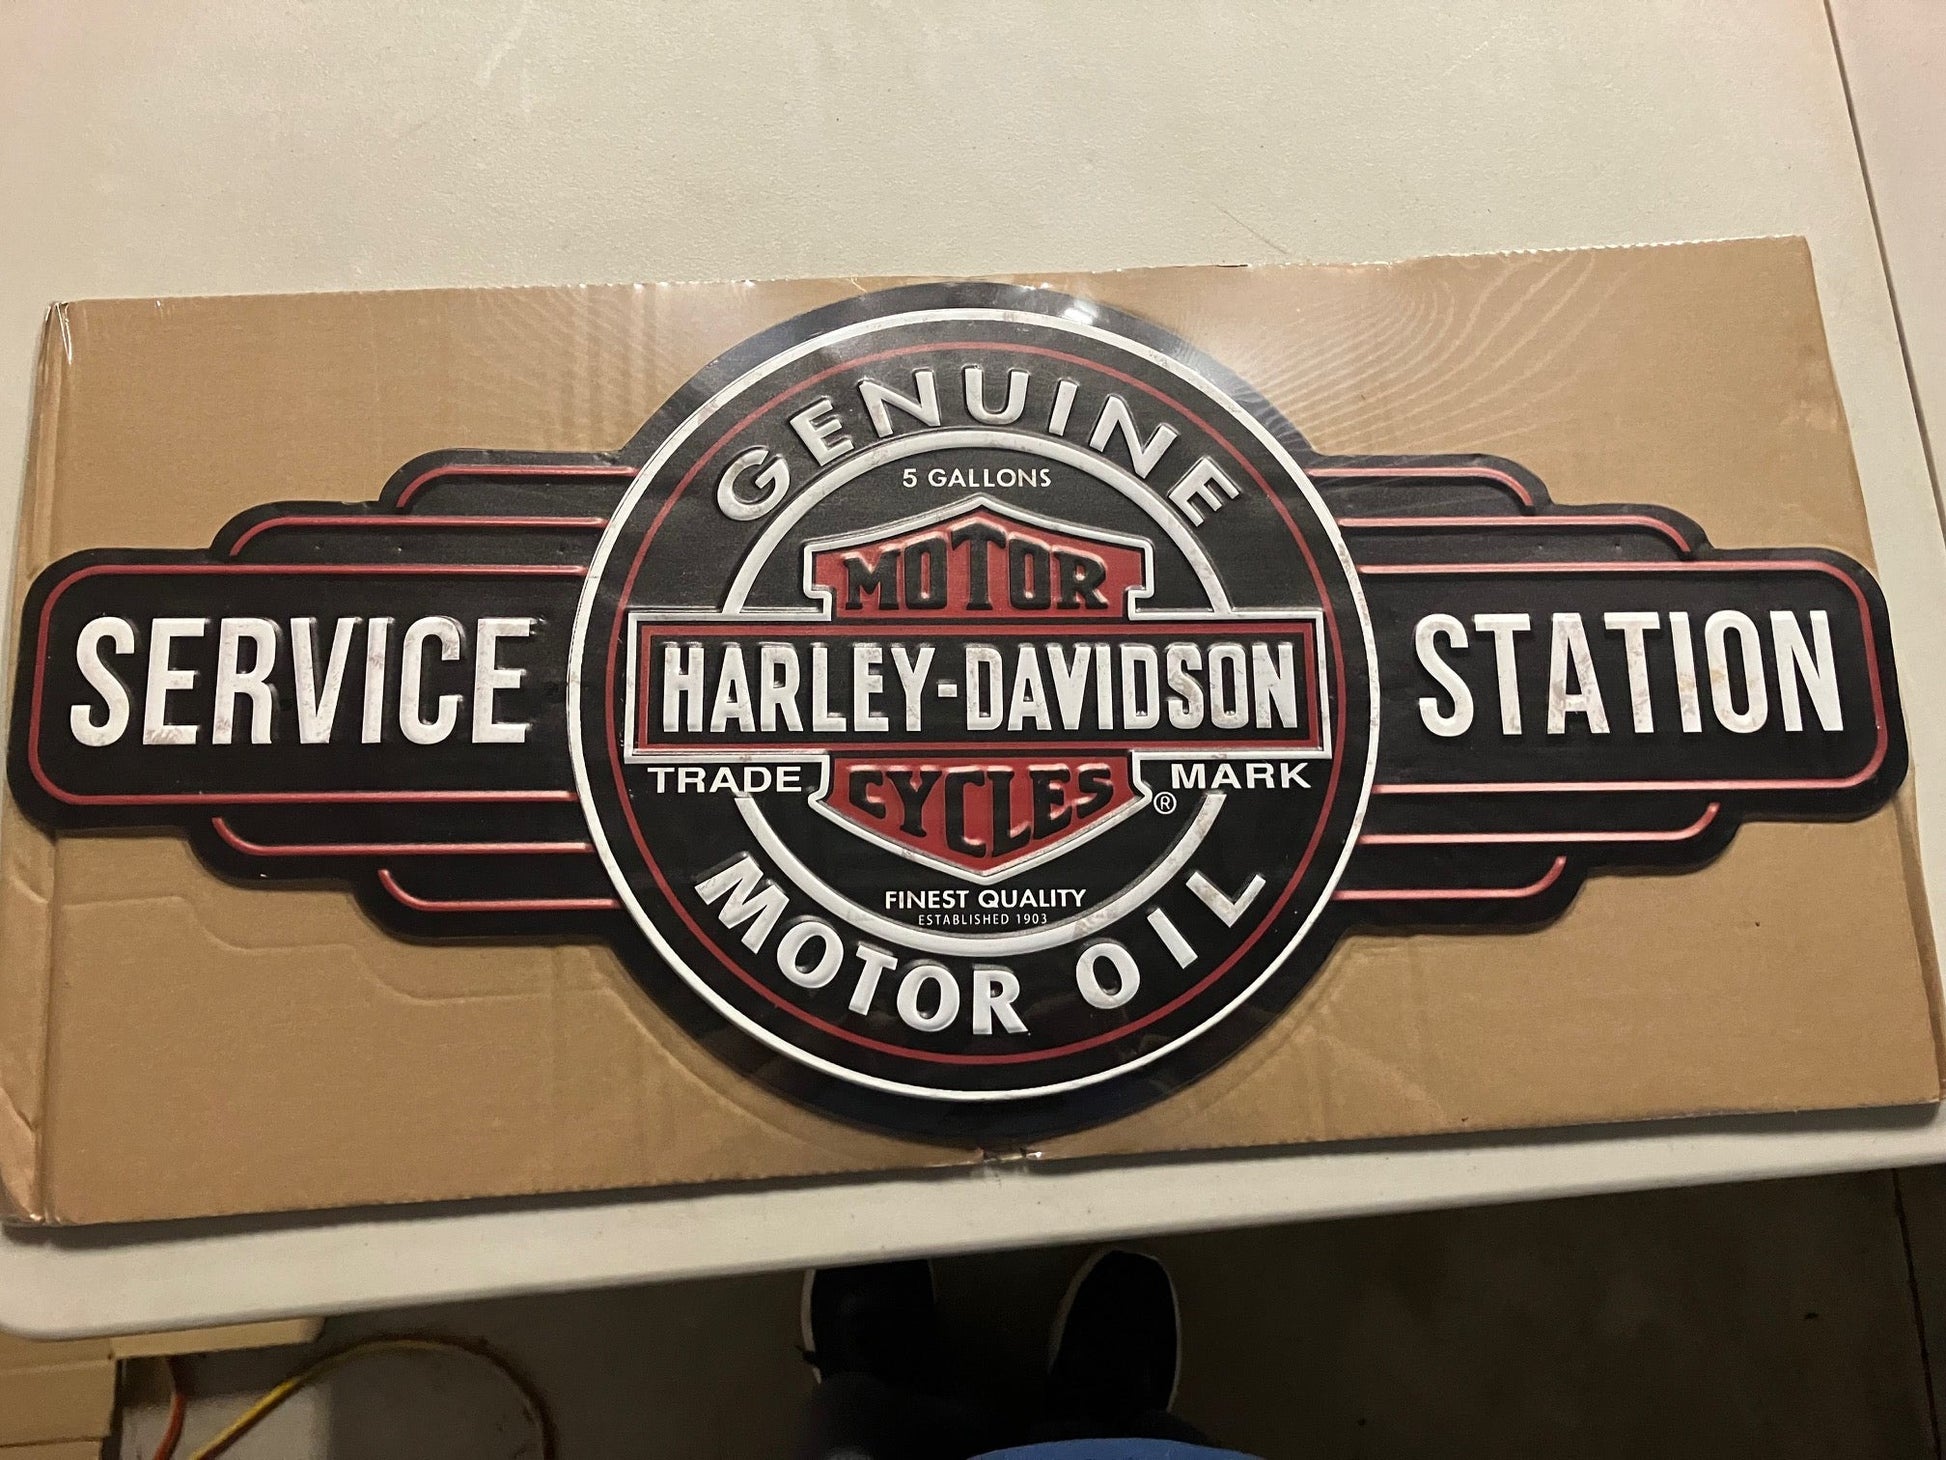 GENUINE
5 GALLONS
MOTOR
SERVICE HARLEY-DAVIDSON STATION
TRADE MARK
CYCLES ®
FINEST QUALITY
ESTABLISHED 1903
MOTOR OIL